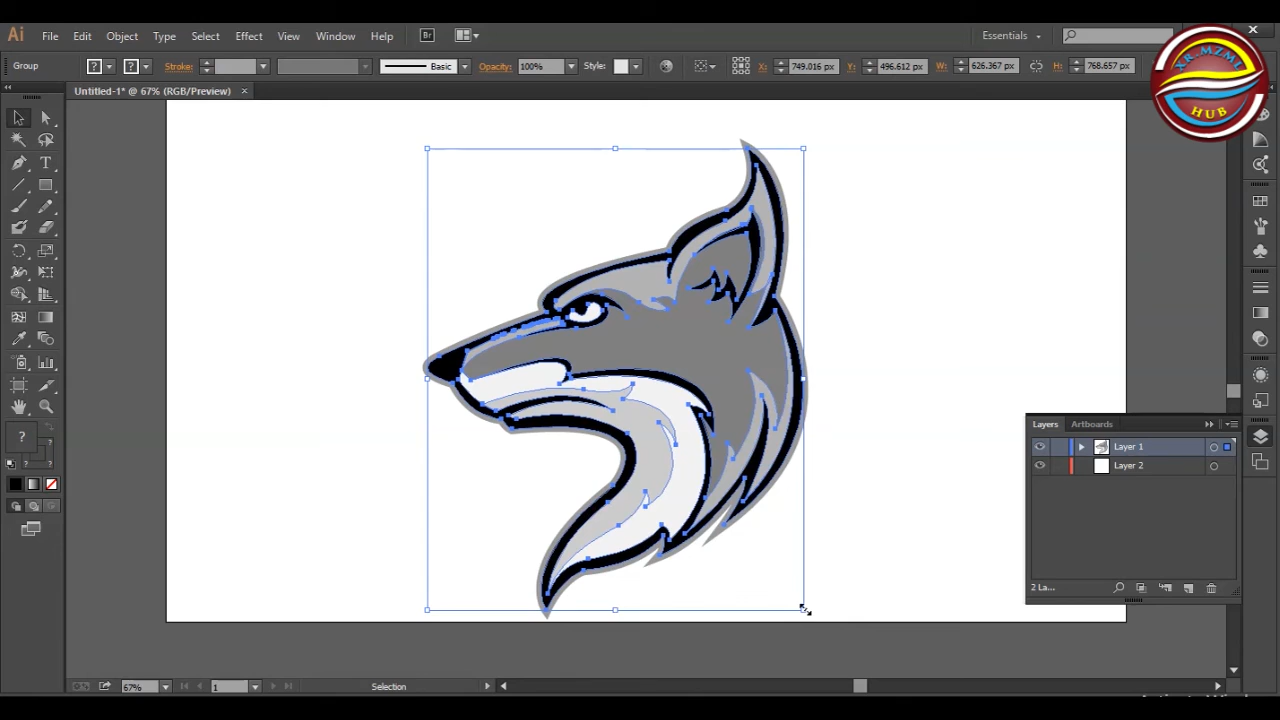 Ai File Edit Object Type Select Effect View Window Help Br Essentials
Group Stroke: Basic Opacity: 100% Style: X: 749.016 px Y: 496.612 px W: 626.367 px H: 768.657 px
XR MZML
HUB
Untitled-1* @ 67% (RGB/Preview)
T
?
?
?
?
Layers Artboards
Layer 1
Layer 2
2 La...
67% 1 Selection